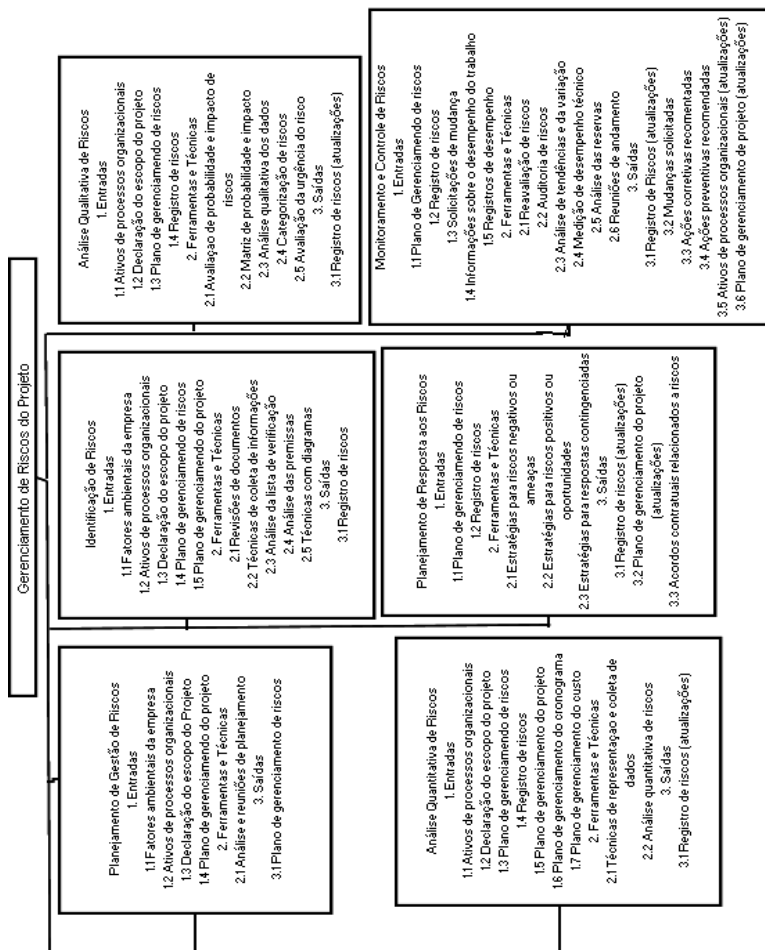 Gerenciamento de Riscos do Projeto
Planejamento de Gestão de Riscos
1. Entradas
1.1 Fatores ambientais da empresa
1.2 Ativos de processos organizacionais
1.3 Declaração do escopo do Projeto
1.4 Plano de gerenciamendo do projeto
2. Ferramentas e Técnicas
2.1 Análise e reuniões de planejamento
3. Saídas
3.1 Plano de gerenciamento de riscos
Identificação de Riscos
1. Entradas
1.1 Fatores ambientais da empresa
1.2 Ativos de processos organizacionais
1.3 Declaração do escopo do projeto
1.4 Plano de gerenciamendo de riscos
1.5 Plano de gerenciamendo do projeto
2. Ferramentas e Técnicas
2.1 Revisões de documentos
2.2 Técnicas de coleta de informações
2.3 Análise da lista de verificação
2.4 Análise das premissas
2.5 Técnicas com diagramas
3. Saídas
3.1 Registro de riscos
Análise Qualitativa de Riscos
1. Entradas
1.1 Ativos de processos organizacionais
1.2 Declaração do escopo do projeto
1.3 Plano de gerenciamendo de riscos
1.4 Registro de riscos
2. Ferramentas e Técnicas
2.1 Avaliaçao de probabilidade e impacto de
riscos
2.2 Matriz de probabilidade e impacto
2.3 Análise qualitativa dos dados
2.4 Categorização de riscos
2.5 Avaliação da urgência do risco
3. Saídas
3.1 Registro de riscos (atualizações)
Análise Quantitativa de Riscos
1. Entradas
1.1 Ativos de processos organizacionais
1.2 Declaração do escopo do projeto
1.3 Plano de gerenciamendo de riscos
1.4 Registro de riscos
1.5 Plano de gerenciamento do projeto
1.6 Plano de gerenciamento do cronograma
1.7 Plano de gerenciamento do custo
2. Ferramentas e Técnicas
2.1 Técnicas de representaçao e coleta de
dados
2.2 Análise quantitativa de riscos
3. Saídas
3.1 Registro de riscos (atualizações)
Planejamento de Resposta aos Riscos
1. Entradas
1.1 Plano de gerenciamendo de riscos
1.2 Registro de riscos
2. Ferramentas e Técnicas
2.1 Estratégias para riscos negativos ou
ameaças
2.2 Estratégias para riscos positivos ou
oportunidades
2.3 Estratégias para respostas contingenciadas
3. Saídas
3.1 Registro de riscos (atualizações)
3.2 Plano de gerenciamento do projeto
(atualizações)
3.3 Acordos contratuais relacionados a riscos
Monitoramento e Controle de Riscos
1. Entradas
1.1 Plano de Gerenciamendo de riscos
1.2 Registro de riscos
1.3 Solicitações de mudança
1.4 Informações sobre o desempenho do trabalho
1.5 Registros de desempenho
2. Ferramentas e Técnicas
2.1 Reavaliação de riscos
2.2 Auditoria de riscos
2.3 Análise de tendências e da variação
2.4 Medição de desempenho técnico
2.5 Análise das reservas
2.6 Reuniões de andamento
3. Saídas
3.1 Registro de Riscos (atualizações)
3.2 Mudanças solicitadas
3.3 Ações corretivas recomentadas
3.4 Ações preventivas recomendadas
3.5 Ativos de processos organizacionais (atualizações)
3.6 Plano de gerenciamento de projeto (atualizações)